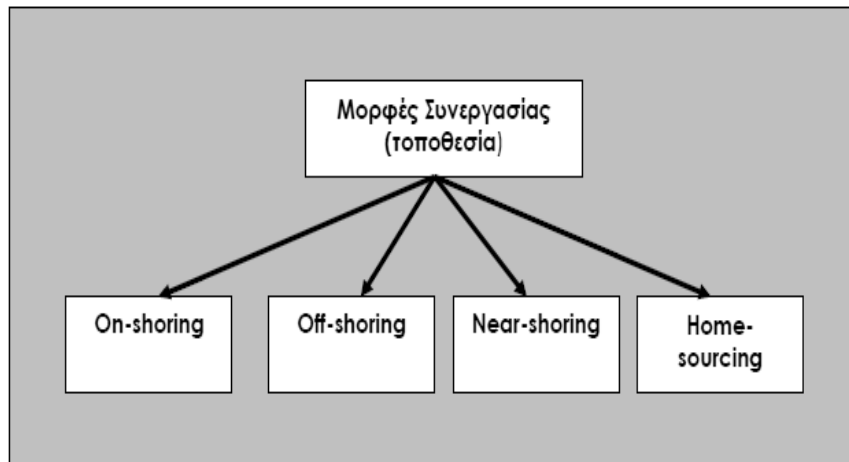 Μορφές Συνεργασίας
(τοποθεσία)
On-shoring
Off-shoring
Near-shoring
Home-
sourcing